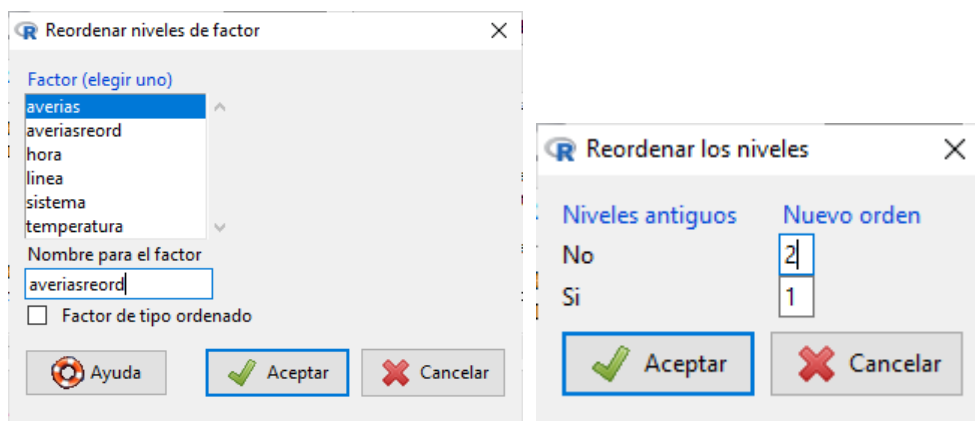 Reordenar niveles de factor
Factor (elegir uno)
averias
averiasreord
hora
linea
sistema
temperatura
Nombre para el factor
averiasreord
Factor de tipo ordenado
Ayuda Aceptar Cancelar
Reordenar los niveles
Niveles antiguos Nuevo orden
No 2
Si 1
Aceptar Cancelar